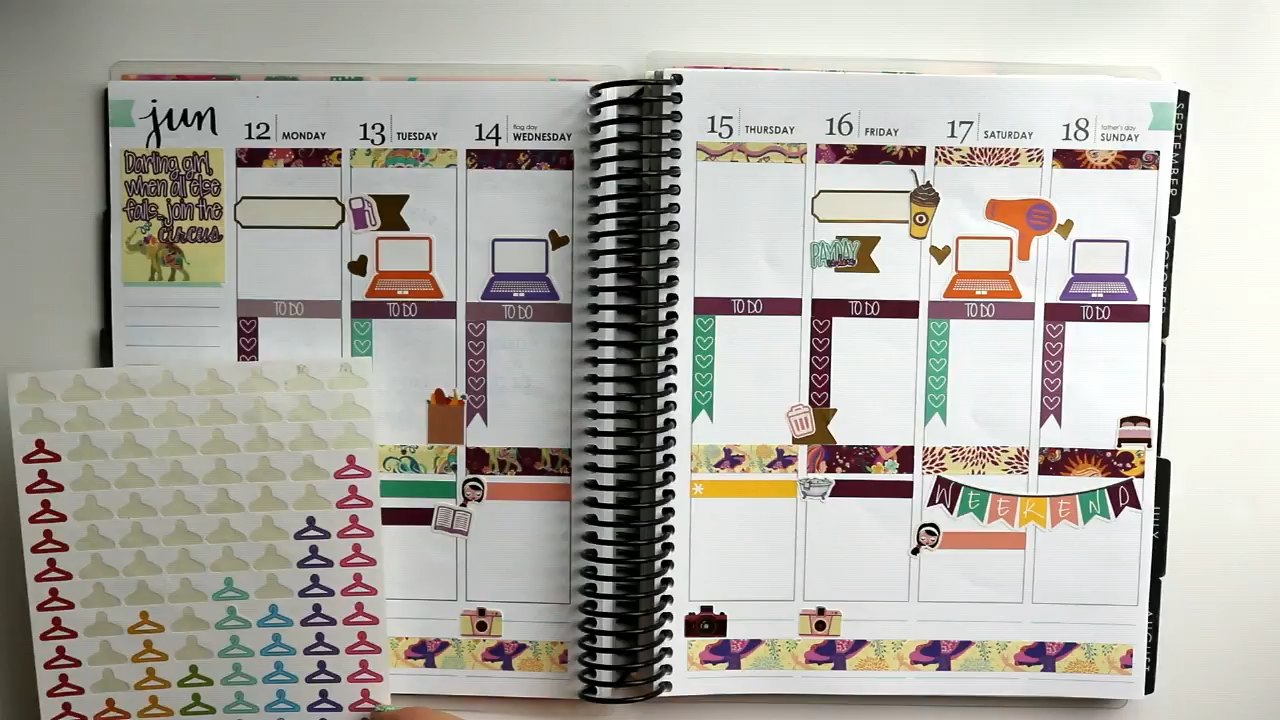 jun
12 MONDAY
13 TUESDAY
14 flag day WEDNESDAY
15 THURSDAY
16 FRIDAY
17 SATURDAY
18 father's day SUNDAY
Darling girl,
when all else
falls, join the
circus
PAYDAY
TO DO
TO DO
TO DO
TO DO
TO DO
TO DO
TO DO
WEEKEND
SEPTEMBER
OCTOBER
JULY
AUGUST